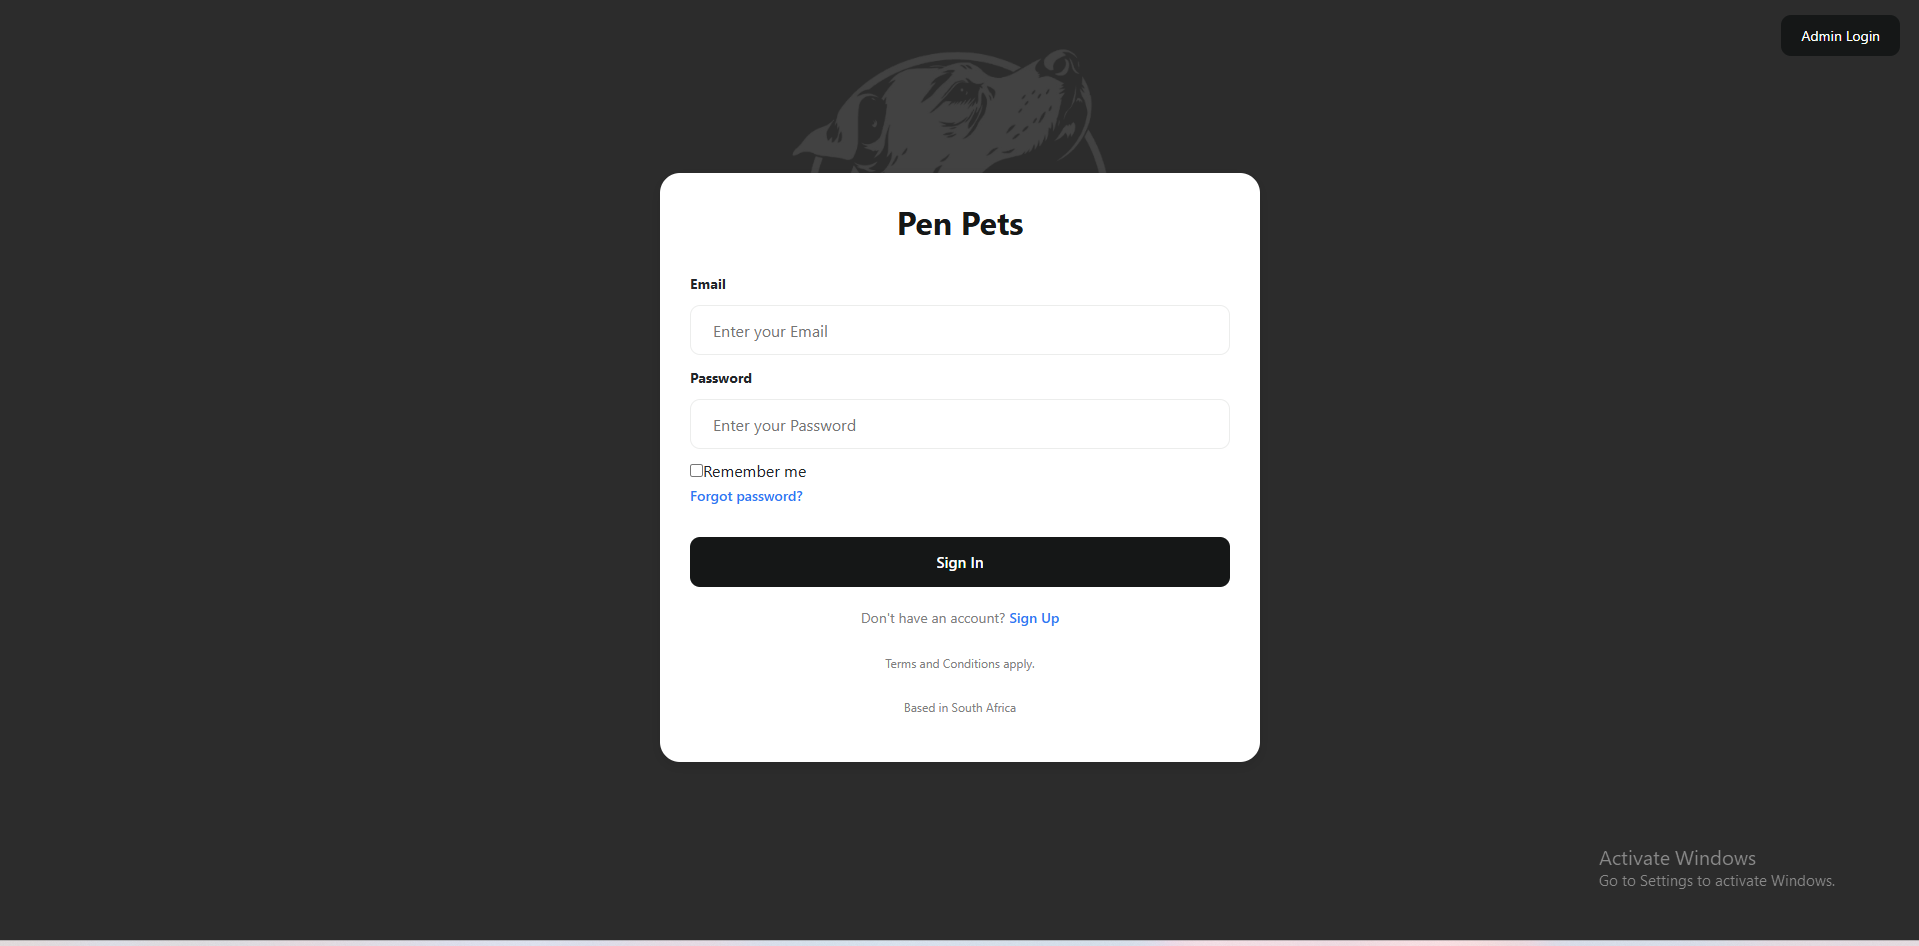 Admin Login
Pen Pets
Email
Enter your Email
Password
Enter your Password
Remember me
Forgot password?
Sign In
Don't have an account? Sign Up
Terms and Conditions apply.
Based in South Africa
Activate Windows
Go to Settings to activate Windows.